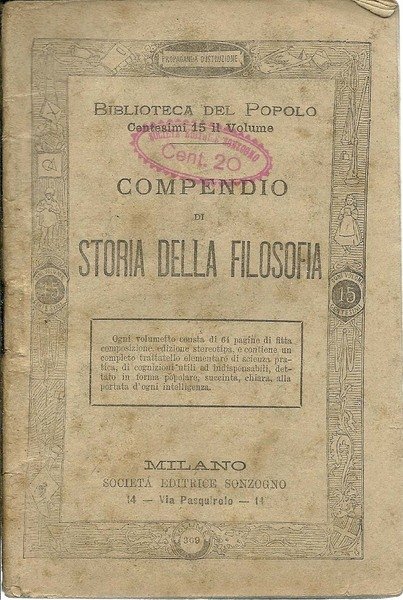 PROPAGANDA D'ISTRUZIONE
BIBLIOTECA DEL POPOLO
Centesimi 15 il Volume
SOCIETÀ EDITRICE SONZOGNO
Cent. 20
COMPENDIO
DI
STORIA DELLA FILOSOFIA
15
Ogni volumetto consta di 64 pagine di fitta
composizione, edizione stereotipa, e contiene un
completo trattatello elementare di scienza pra-
tica, di cognizioni utili ed indispensabili, det-
tato in forma popolare, succinta, chiara, alla
portata d'ogni intelligenza.
MILANO
SOCIETÀ EDITRICE SONZOGNO
14 — Via Pasquirolo — 14
309